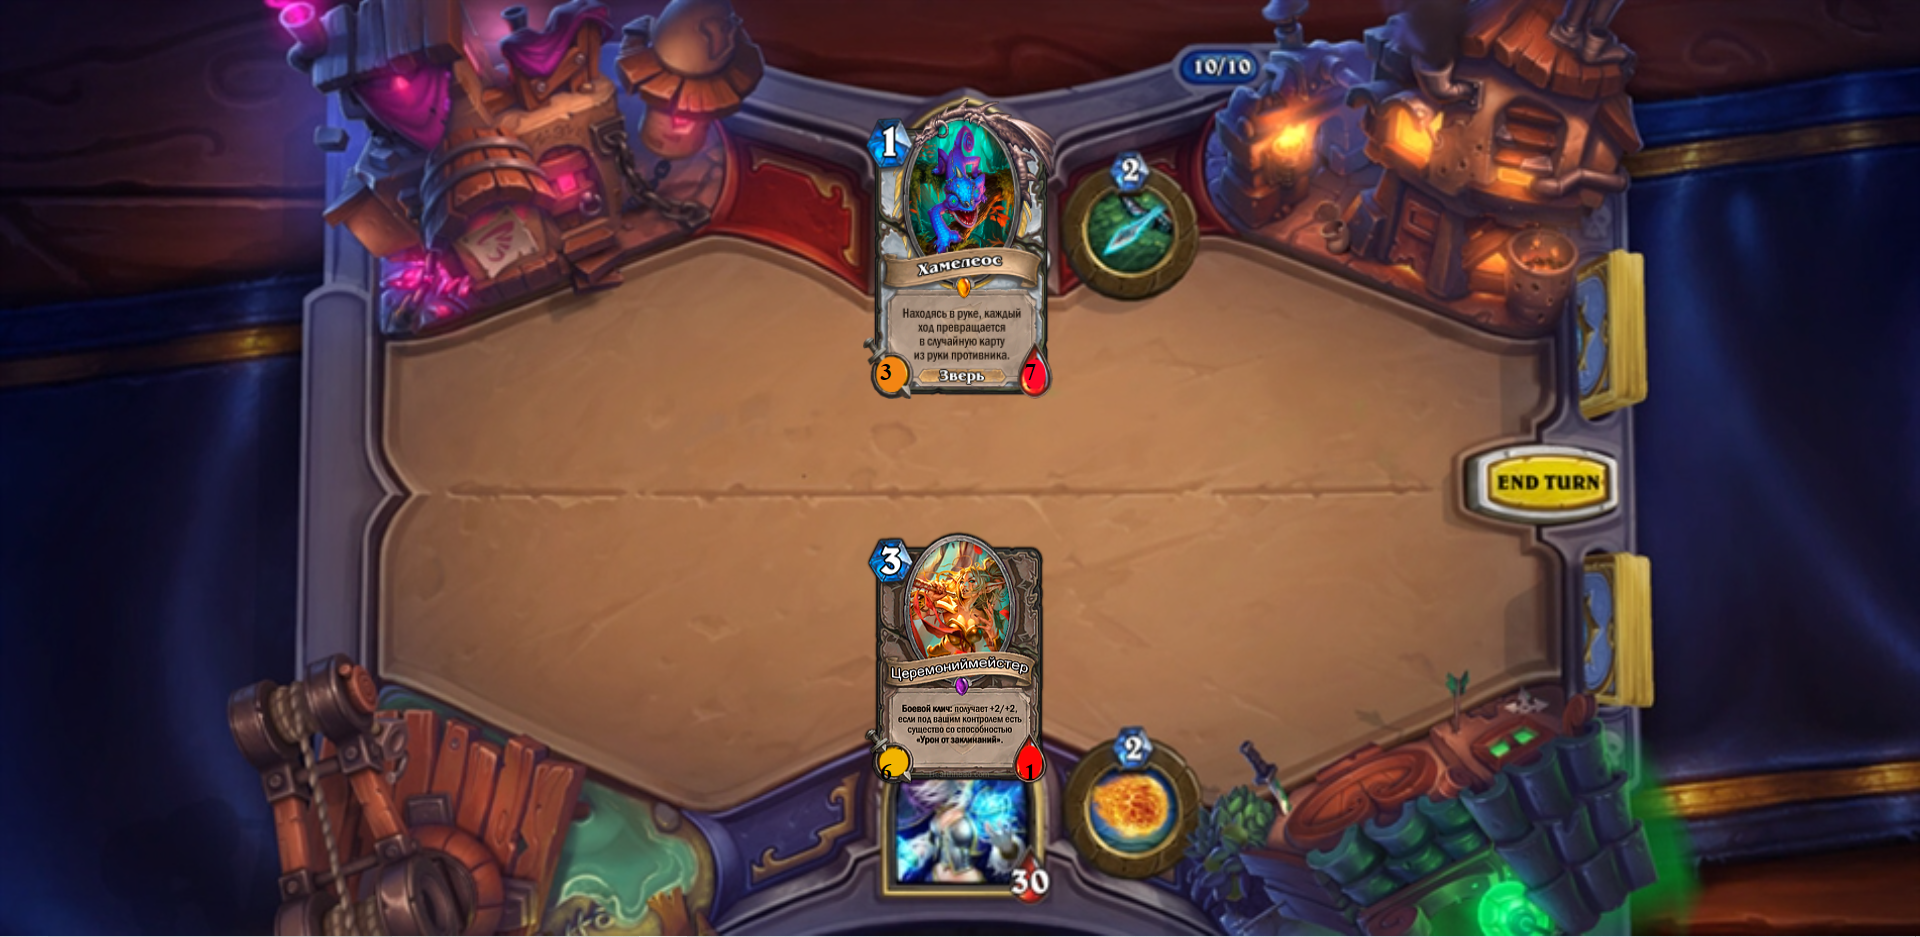 10/10
1
2
Хамелеос
Находясь в руке, каждый
ход превращается
в случайную карту
из руки противника.
3
Зверь
7
END TURN
3
Церемониймейстер
Боевой клич: получает +2/+2,
если под вашим контролем есть
существо со способностью
«Урон от заклинаний».
6
1
2
30